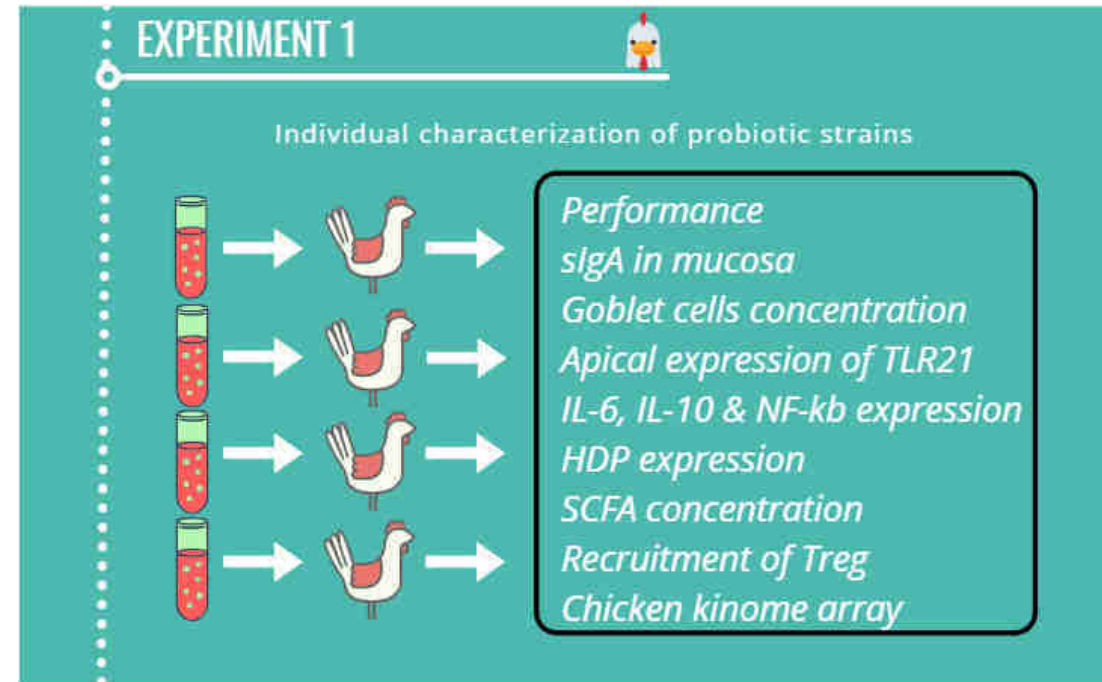 EXPERIMENT 1
Individual characterization of probiotic strains
Performance
sIgA in mucosa
Goblet cells concentration
Apical expression of TLR21
IL-6, IL-10 & NF-kb expression
HDP expression
SCFA concentration
Recruitment of Treg
Chicken kinome array